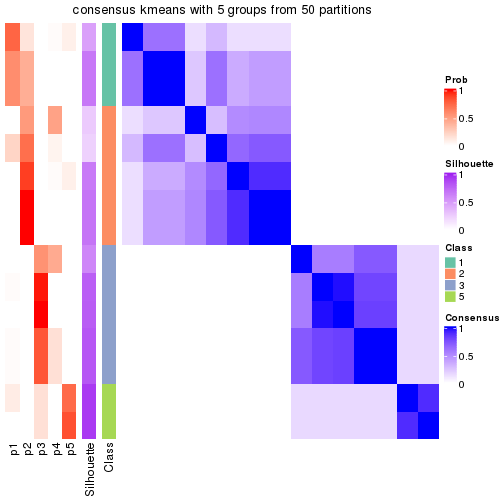 consensus kmeans with 5 groups from 50 partitions
Prob
1
0.5
0
Silhouette
1
0.5
0
Class
1
2
3
5
Consensus
1
0.5
0
p1
p2
p3
p4
p5
Silhouette
Class